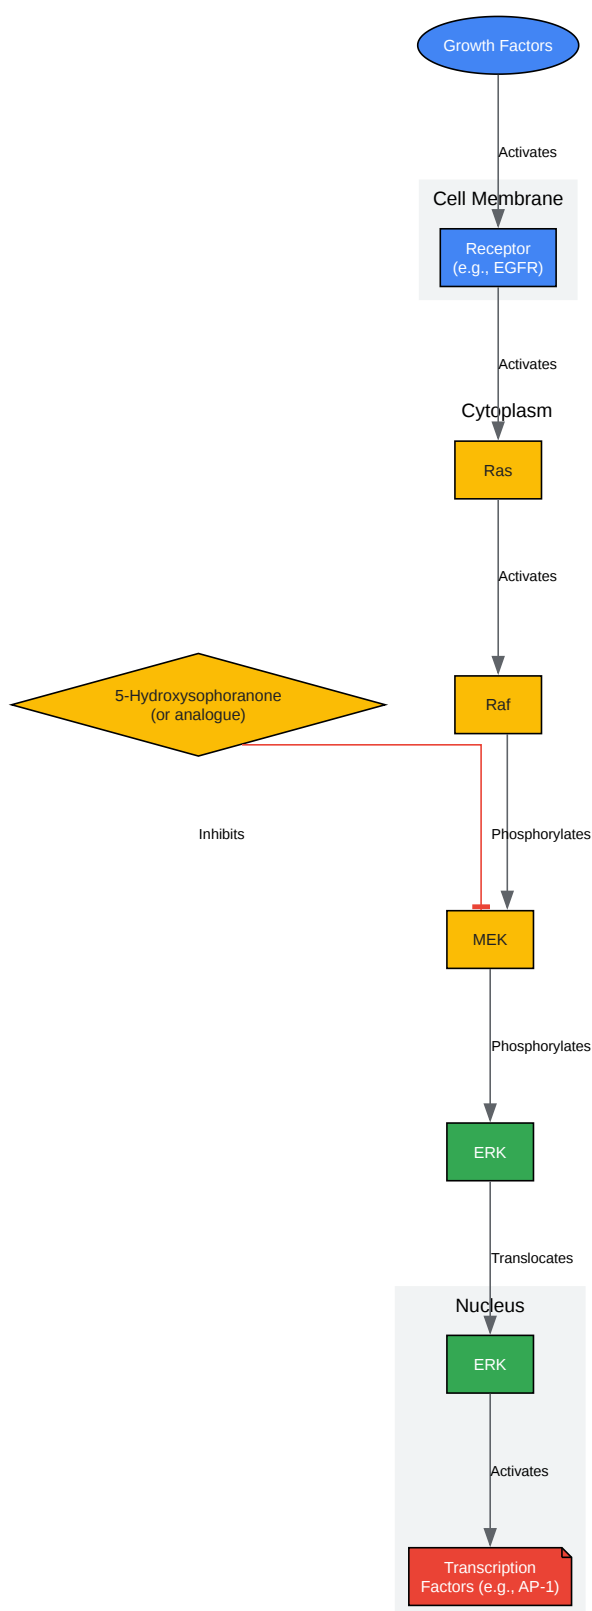 Growth Factors
Activates
Cell Membrane
Receptor
(e.g., EGFR)
Activates
Cytoplasm
Ras
Activates
5-Hydroxysophoranone
(or analogue)
Raf
Inhibits
Phosphorylates
MEK
Phosphorylates
ERK
Translocates
Nucleus
ERK
Activates
Transcription
Factors (e.g., AP-1)